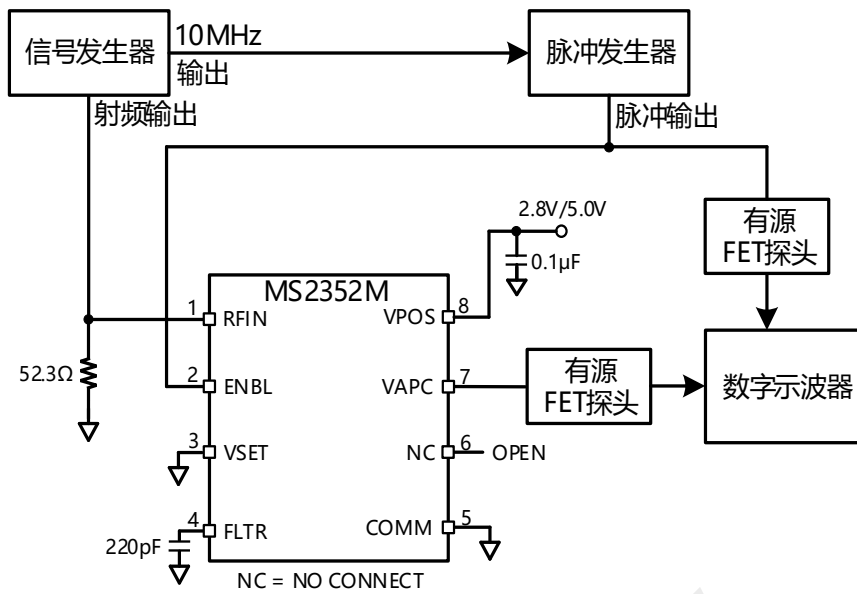 信号发生器
10MHz
输出
脉冲发生器
射频输出
脉冲输出
2.8V/5.0V
0.1μF
有源
FET探头
MS2352M
1
RFIN
VPOS
8
52.3Ω
2
ENBL
VAPC
7
有源
FET探头
数字示波器
3
VSET
NC
6
OPEN
4
FLTR
COMM
5
220pF
NC = NO CONNECT